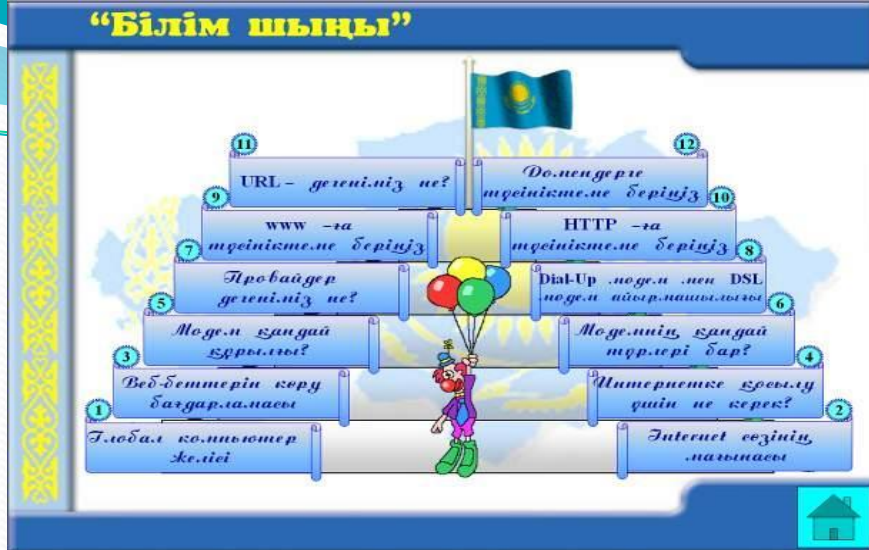 “Білім шыңы”
11
12
URL – дегеніміз не?
Домендерге
түсініктеме беріңіз
9
10
www –ға
түсініктеме беріңіз
HTTP –ға
түсініктеме беріңіз
7
8
Провайдер
дегеніміз не?
Dial-Up модем мен DSL
модем айырмашылығы
5
6
Модем қандай
құрылғы?
Модемнің қандай
түрлері бар?
3
4
Веб-беттерін көру
бағдарламасы
Интернетке қосылу
үшін не керек?
1
2
Глобал компьютер
желісі
Internet сөзінің
мағынасы